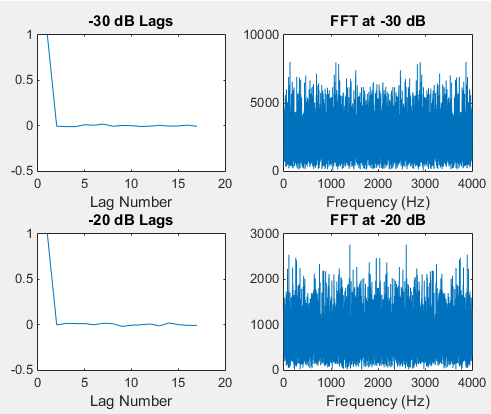 -30 dB Lags
1
0.5
0
-0.5
0 5 10 15 20
Lag Number
FFT at -30 dB
10000
5000
0
0 1000 2000 3000 4000
Frequency (Hz)
-20 dB Lags
1
0.5
0
-0.5
0 5 10 15 20
Lag Number
FFT at -20 dB
3000
2000
1000
0
0 1000 2000 3000 4000
Frequency (Hz)